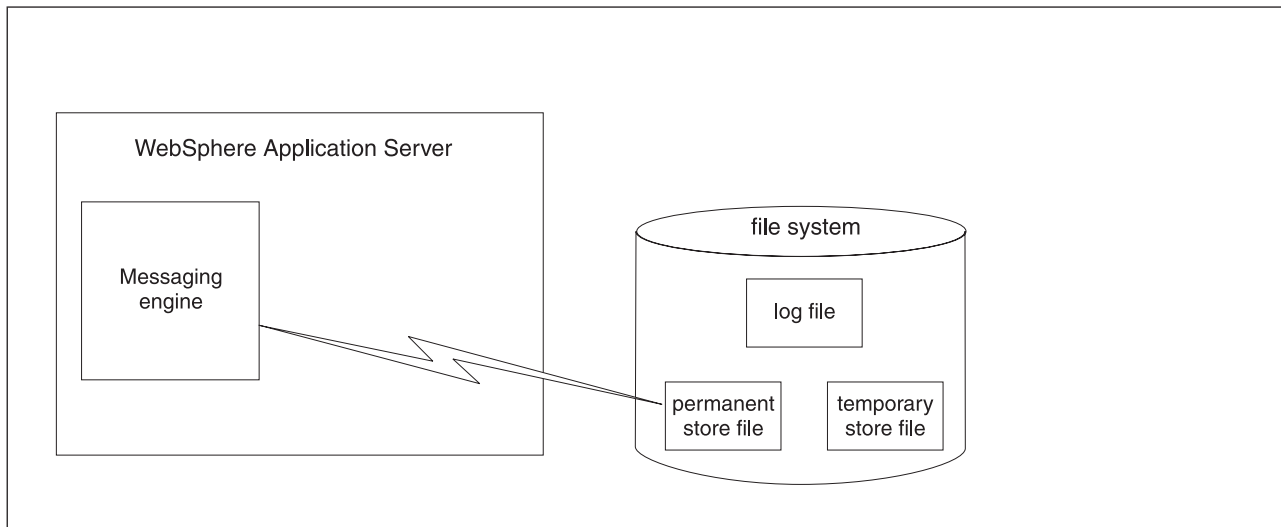 WebSphere Application Server
Messaging
engine
file system
log file
permanent
store file
temporary
store file